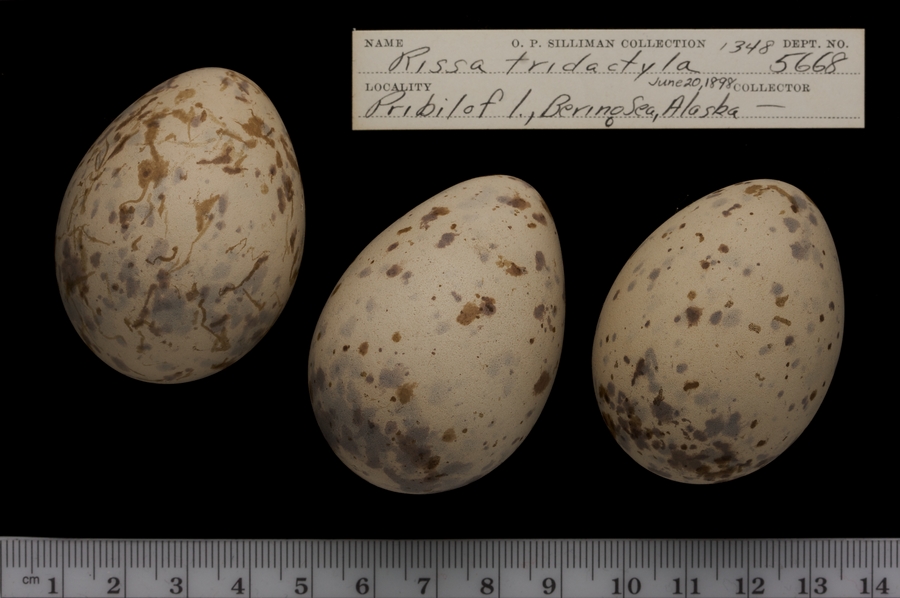 NAME O. P. SILLIMAN COLLECTION 1348 DEPT. NO.
Rissa tridactyla 5668
LOCALITY June 20, 1898 COLLECTOR
Pribilof I., Bering Sea, Alaska —
cm 1 2 3 4 5 6 7 8 9 10 11 12 13 14